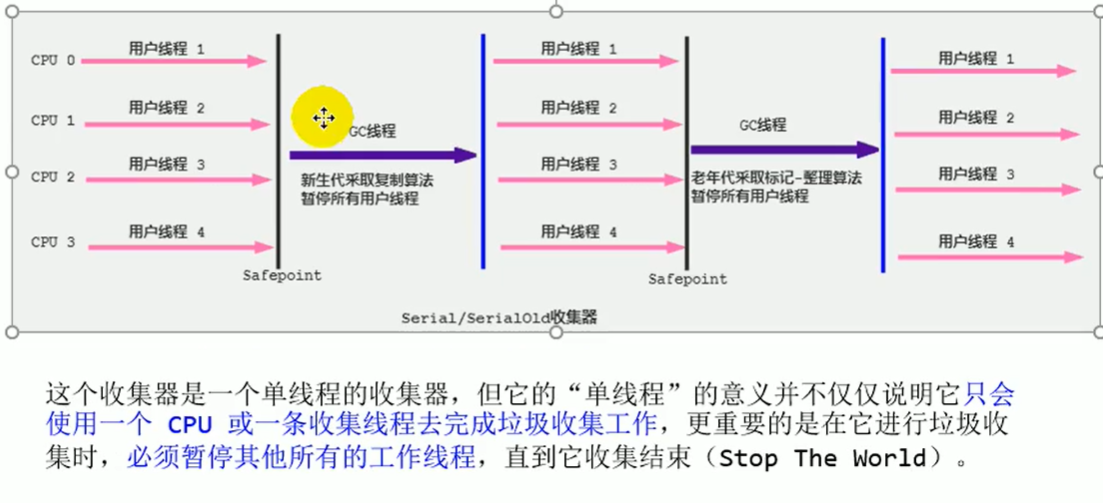 CPU 0
用户线程 1
用户线程 1
用户线程 1
CPU 1
用户线程 2
用户线程 2
用户线程 2
GC线程
GC线程
CPU 2
用户线程 3
用户线程 3
用户线程 3
新生代采取复制算法
暂停所有用户线程
老年代采取标记-整理算法
暂停所有用户线程
CPU 3
用户线程 4
用户线程 4
用户线程 4
Safepoint
Safepoint
Serial/SerialOld收集器
这个收集器是一个单线程的收集器，但它的“单线程”的意义并不仅仅说明它只会
使用一个 CPU 或一条收集线程去完成垃圾收集工作，更重要的是在它进行垃圾收
集时，必须暂停其他所有的工作线程，直到它收集结束（Stop The World）。